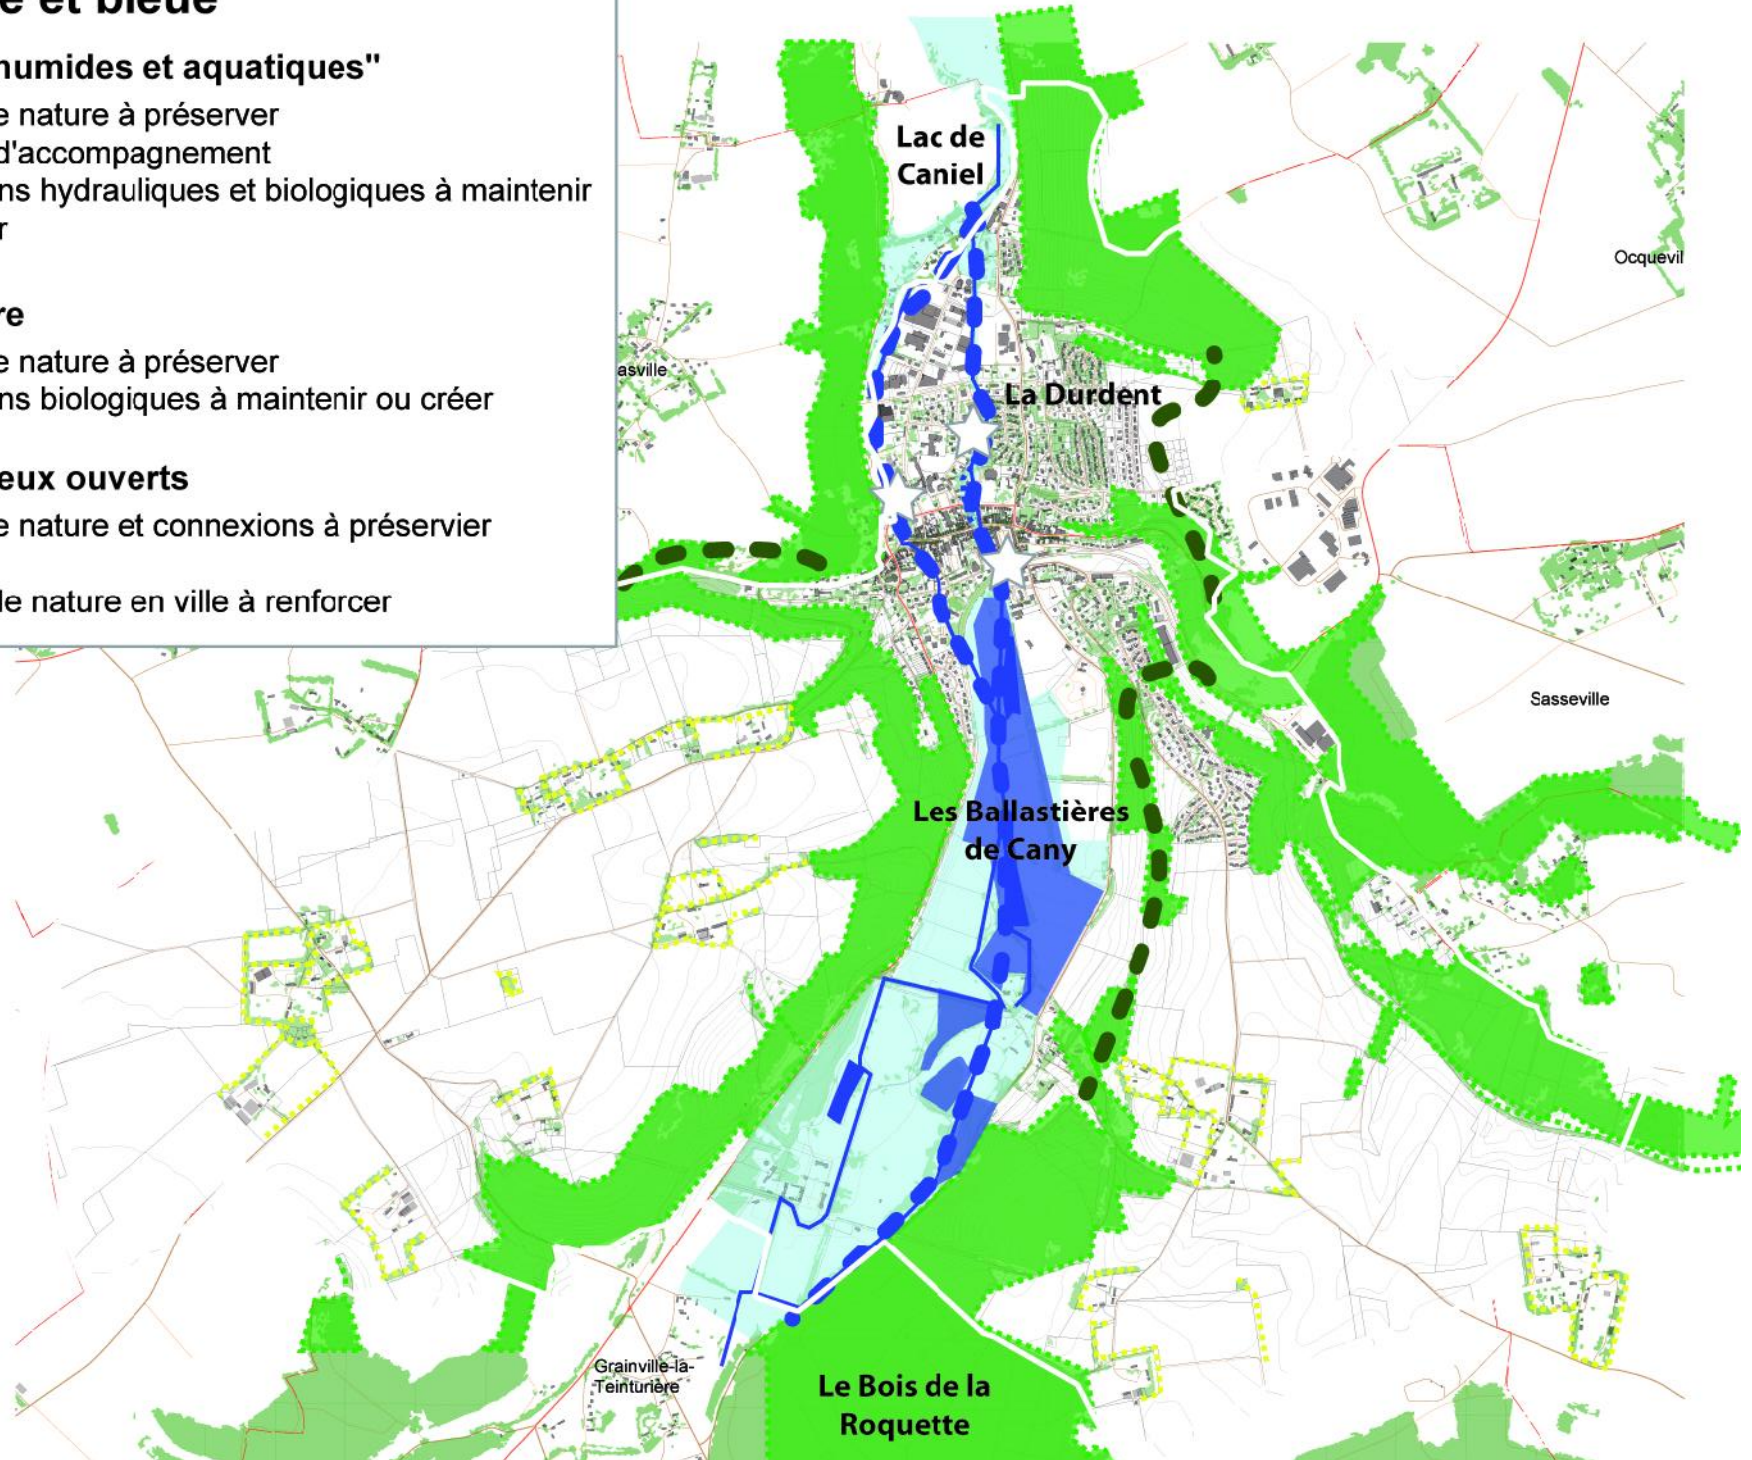 e et bleue
humides et aquatiques"
e nature à préserver
d'accompagnement
ns hydrauliques et biologiques à maintenir
r
re
e nature à préserver
ns biologiques à maintenir ou créer
eux ouverts
e nature et connexions à préservier
de nature en ville à renforcer
Lac de
Caniel
Ocquevil
asville
La Durdent
Sasseville
Les Ballastières
de Cany
Grainville-la-
Teinturière
Le Bois de la
Roquette